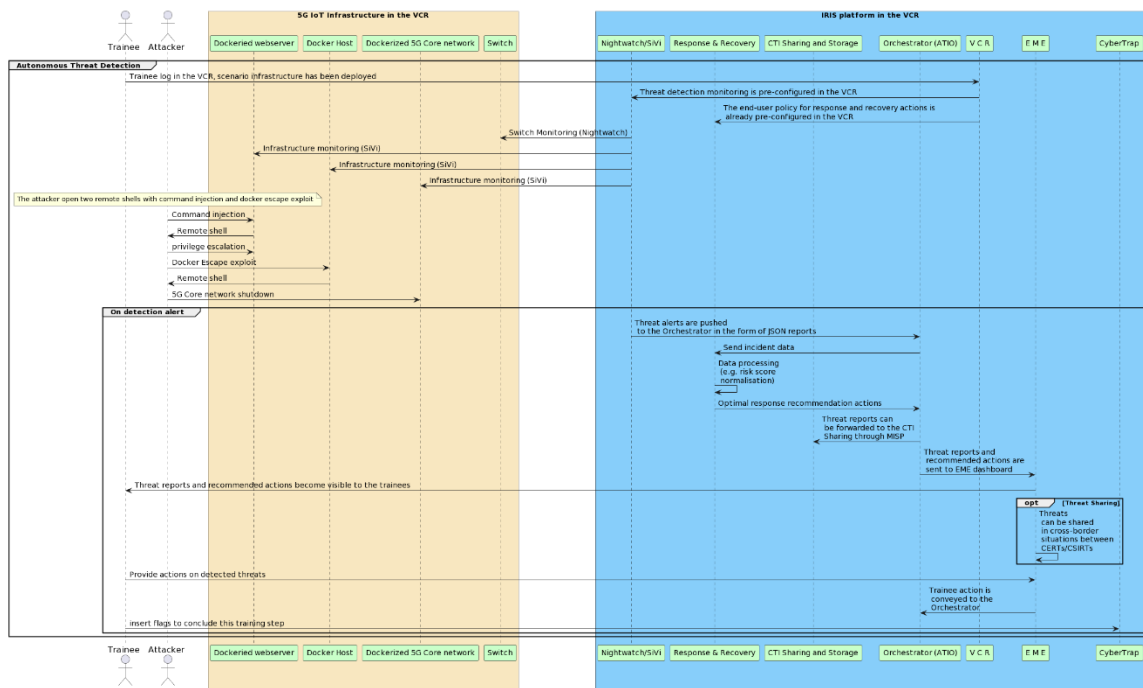 5G IoT Infrastructure in the VCR
IRIS platform in the VCR
Trainee
Attacker
Dockeried webserver
Docker Host
Dockerized 5G Core network
Switch
Nightwatch/SiVi
Response & Recovery
CTI Sharing and Storage
Orchestrator (ATIO)
V C R
E M E
CyberTrap
Autonomous Threat Detection
Trainee log in the VCR, scenario infrastructure has been deployed
Threat detection monitoring is pre-configured in the VCR
The end-user policy for response and recovery actions is
already pre-configured in the VCR
Switch Monitoring (Nightwatch)
Infrastructure monitoring (SiVi)
Infrastructure monitoring (SiVi)
Infrastructure monitoring (SiVi)
The attacker open two remote shells with command injection and docker escape exploit
Command injection
Remote shell
privilege escalation
Docker Escape exploit
Remote shell
5G Core network shutdown
On detection alert
Threat alerts are pushed
to the Orchestrator in the form of JSON reports
Send incident data
Data processing
(e.g. risk score
normalisation)
Optimal response recommendation actions
Threat reports can
be forwarded to the CTI
Sharing through MISP
Threat reports and
recommended actions are
sent to EME dashboard
Threat reports and recommended actions become visible to the trainees
opt
[Threat Sharing]
Threats
can be shared
in cross-border
situations between
CERTs/CSIRTs
Provide actions on detected threats
Trainee action is
conveyed to the
Orchestrator
insert flags to conclude this training step
Trainee
Attacker
Dockeried webserver
Docker Host
Dockerized 5G Core network
Switch
Nightwatch/SiVi
Response & Recovery
CTI Sharing and Storage
Orchestrator (ATIO)
V C R
E M E
CyberTrap